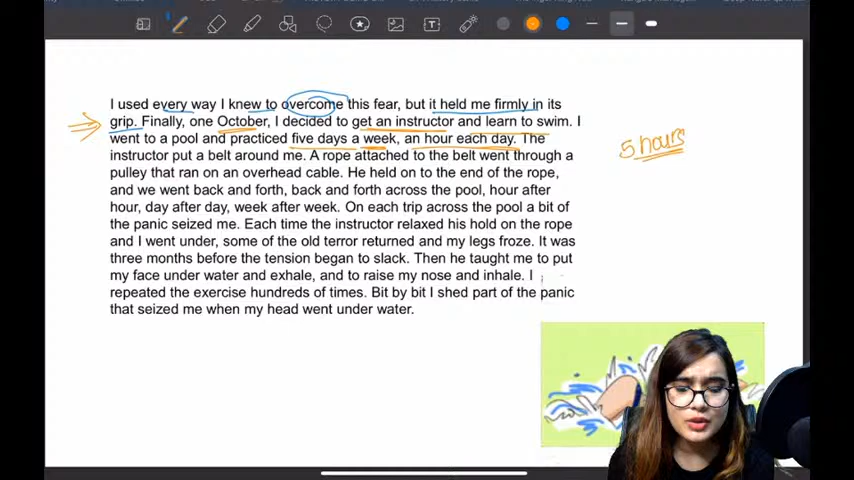 I used every way I knew to overcome this fear, but it held me firmly in its
grip. Finally, one October, I decided to get an instructor and learn to swim. I
went to a pool and practiced five days a week, an hour each day. The
instructor put a belt around me. A rope attached to the belt went through a
pulley that ran on an overhead cable. He held on to the end of the rope,
and we went back and forth, back and forth across the pool, hour after
hour, day after day, week after week. On each trip across the pool a bit of
the panic seized me. Each time the instructor relaxed his hold on the rope
and I went under, some of the old terror returned and my legs froze. It was
three months before the tension began to slack. Then he taught me to put
my face under water and exhale, and to raise my nose and inhale. I
repeated the exercise hundreds of times. Bit by bit I shed part of the panic
that seized me when my head went under water.
5 hours